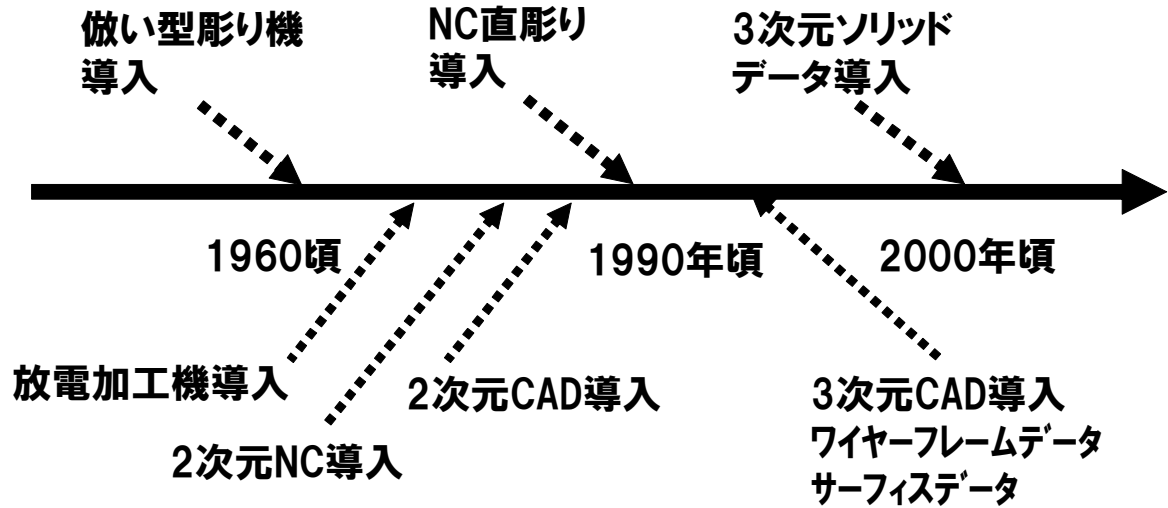 倣い型彫り機
導入
NC直彫り
導入
3次元ソリッド
データ導入
1960頃
1990年頃
2000年頃
放電加工機導入
2次元CAD導入
2次元NC導入
3次元CAD導入
ワイヤーフレームデータ
サーフィスデータ